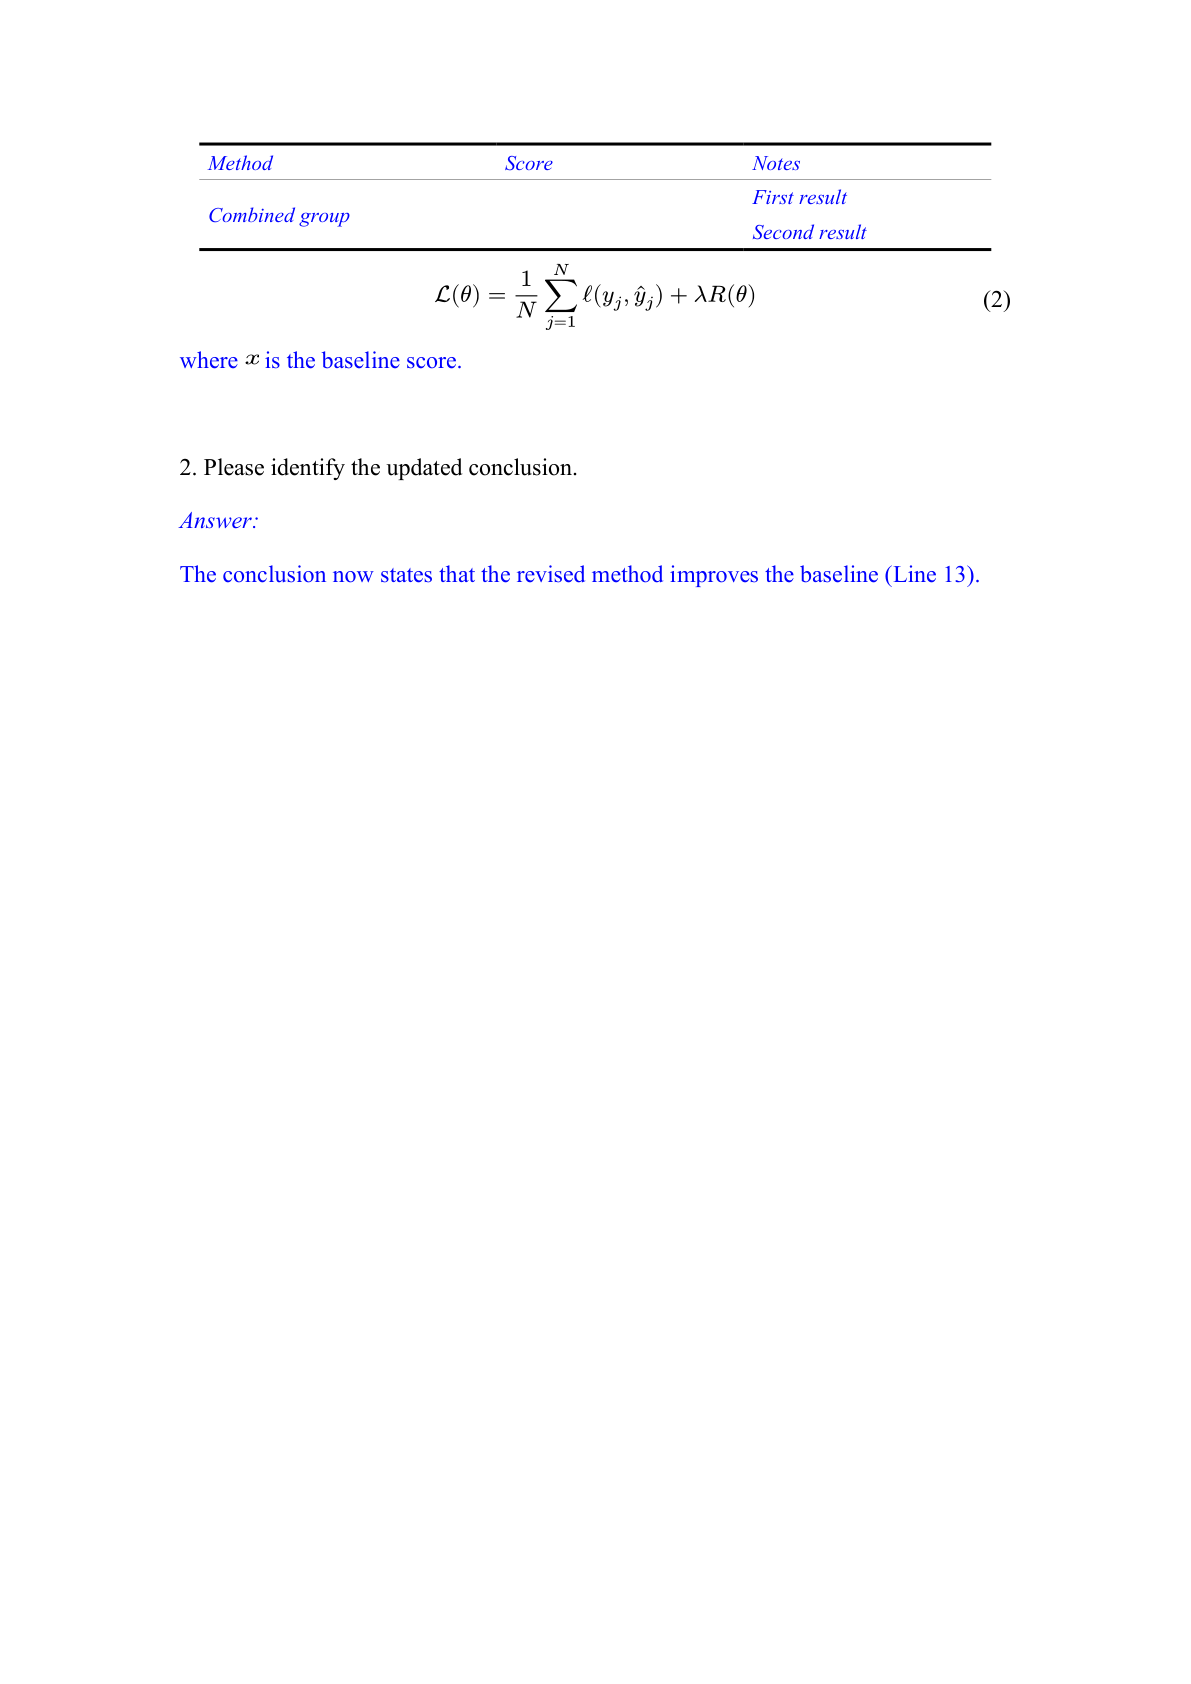 Method Score Notes
Combined group First result
Second result
ℒ(θ) = 1/N ∑_{j=1}^{N} ℓ(y_j, ŷ_j) + λR(θ) (2)
where x is the baseline score.
2. Please identify the updated conclusion.
Answer:
The conclusion now states that the revised method improves the baseline (Line 13).